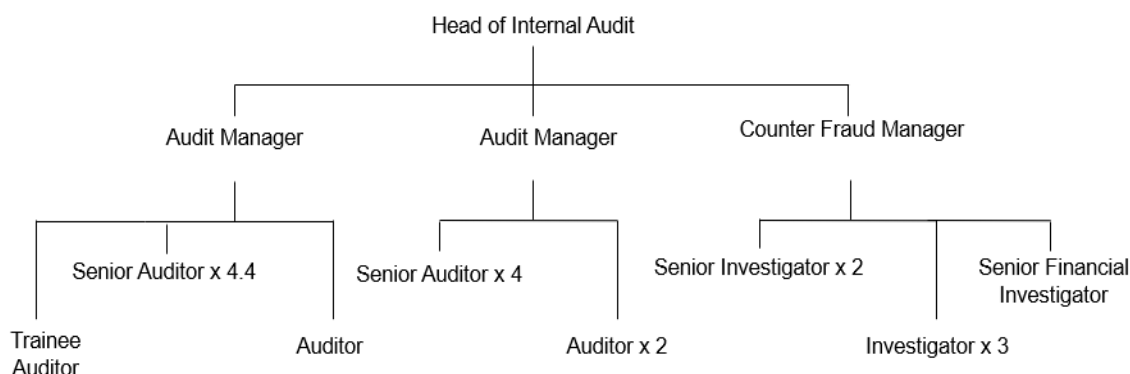 Head of Internal Audit
Audit Manager
Audit Manager
Counter Fraud Manager
Senior Auditor x 4.4
Senior Auditor x 4
Senior Investigator x 2
Senior Financial
Investigator
Trainee
Auditor
Auditor
Auditor x 2
Investigator x 3